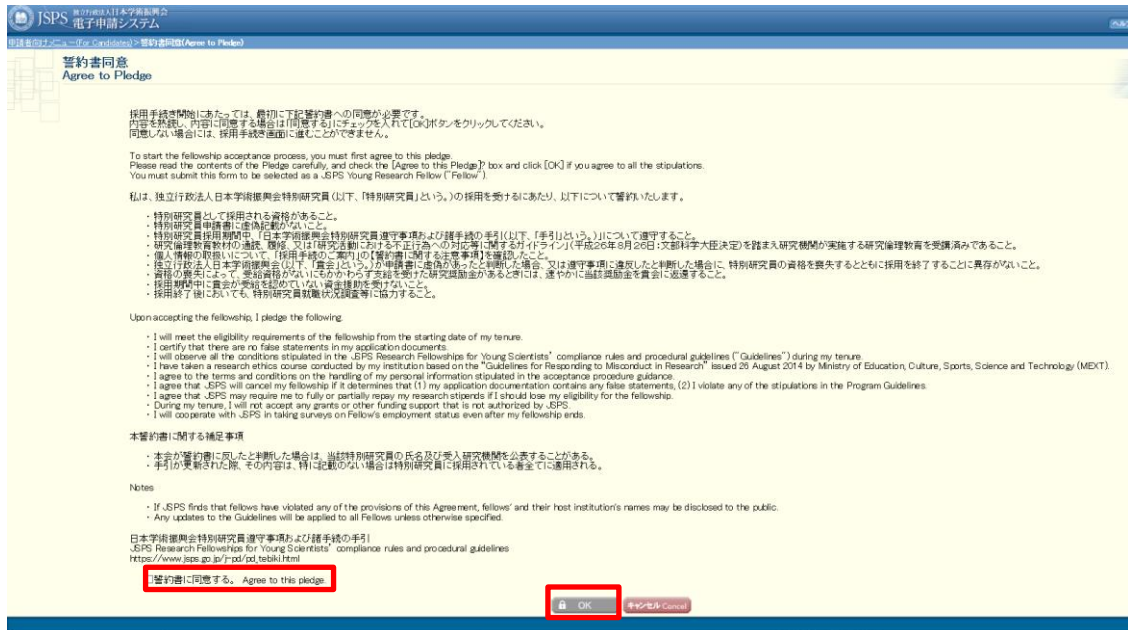 JSPS 独立行政法人日本学術振興会
電子申請システム
ヘル
申請者向けメニュー(For Candidates) > 誓約書同意(Agree to Pledge)
誓約書同意
Agree to Pledge
採用手続き開始にあたっては、最初に下記誓約書への同意が必要です。
内容を熟読し、内容に同意する場合は「同意する」にチェックを入れて[OK]ボタンをクリックしてください。
同意しない場合には、採用手続き画面に進むことができません。
To start the fellowship acceptance process, you must first agree to this pledge.
Please read the contents of the Pledge carefully, and check the [Agree to this Pledge]? box and click [OK] if you agree to all the stipulations.
You must submit this form to be selected as a JSPS Young Research Fellow ("Fellow").
私は、独立行政法人日本学術振興会特別研究員(以下、「特別研究員」という。)の採用を受けるにあたり、以下について誓約いたします。
・特別研究員として採用される資格があること。
・特別研究員申請書に虚偽記載がないこと。
・特別研究員採用期間中、「日本学術振興会特別研究員遵守事項および諸手続の手引(以下、「手引」という。)」について遵守すること。
・研究倫理教育教材の通読、履修、又は「研究活動における不正行為への対応等に関するガイドライン」(平成26年8月26日:文部科学大臣決定)を踏まえ研究機関が実施する研究倫理教育を受講済みであること。
・個人情報の取扱いについて、「採用手続のご案内」の【誓約書に関する注意事項】を確認したこと。
・独立行政法人日本学術振興会(以下、「貴会」という。)が申請書に虚偽があったと判断した場合、又は遵守事項に違反したと判断した場合に、特別研究員の資格を喪失するとともに採用を終了することに異存がないこと。
・資格の喪失によって、受給資格がないにもかかわらず支給を受けた研究奨励金があるときには、速やかに当該奨励金を貴会に返還すること。
・採用期間中に貴会が受給を認めていない資金援助を受けないこと。
・採用終了後においても、特別研究員就職状況調査等に協力すること。
Upon accepting the fellowship, I pledge the following.
・I will meet the eligibility requirements of the fellowship from the starting date of my tenure.
・I certify that there are no false statements in my application documents.
・I will observe all the conditions stipulated in the JSPS Research Fellowships for Young Scientists' compliance rules and procedural guidelines ("Guidelines") during my tenure.
・I have taken a research ethics course conducted by my institution based on the "Guidelines for Responding to Misconduct in Research" issued 26 August 2014 by Ministry of Education, Culture, Sports, Science and Technology (MEXT).
・I agree to the terms and conditions on the handling of my personal information stipulated in the acceptance procedure guidance.
・I agree that JSPS will cancel my fellowship if it determines that (1) my application documentation contains any false statements, (2) I violate any of the stipulations in the Program Guidelines.
・I agree that JSPS may require me to fully or partially repay my research stipends if I should lose my eligibility for the fellowship.
・During my tenure, I will not accept any grants or other funding support that is not authorized by JSPS.
・I will cooperate with JSPS in taking surveys on Fellow's employment status even after my fellowship ends.
本誓約書に関する補足事項
・本会が誓約書に反したと判断した場合は、当該特別研究員の氏名及び受入研究機関を公表することがある。
・手引が更新された際、その内容は、特に記載のない場合は特別研究員に採用されている者全てに適用される。
Notes
・If JSPS finds that fellows have violated any of the provisions of this Agreement, fellows' and their host institution's names may be disclosed to the public.
・Any updates to the Guidelines will be applied to all Fellows unless otherwise specified.
日本学術振興会特別研究員遵守事項および諸手続の手引
JSPS Research Fellowships for Young Scientists' compliance rules and procedural guidelines
https://www.jsps.go.jp/j-pd/pd_tebiki.html
□誓約書に同意する。 Agree to this pledge.
OK
キャンセル Cancel